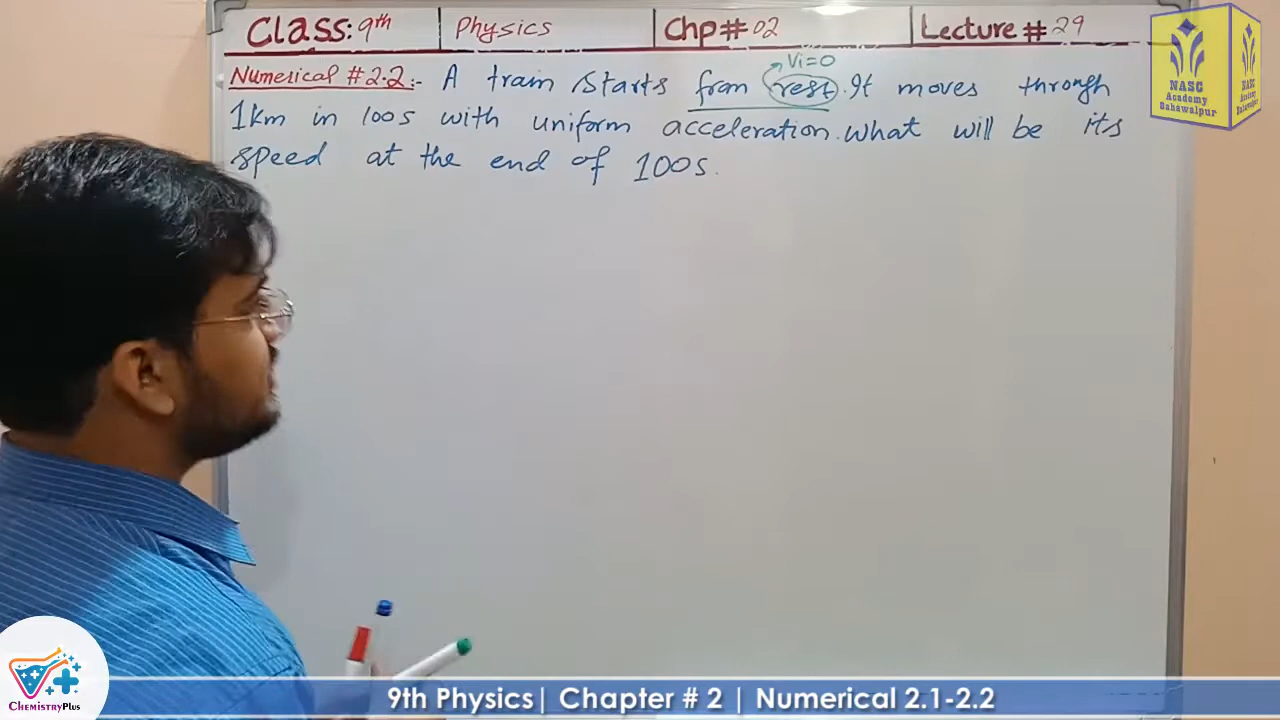 Class: 9th Physics Chp# 02 Lecture # 29
Vi=0
Numerical #2.2:- A train starts from rest. It moves through
1km in 100s with uniform acceleration. what will be its
speed at the end of 100s.
NASG
Academy
Bahawalpur
ChemistryPlus
9th Physics| Chapter # 2 | Numerical 2.1-2.2